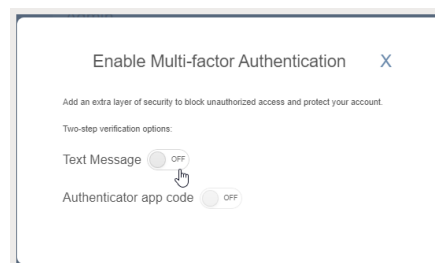 Enable Multi-factor Authentication X
Add an extra layer of security to block unauthorized access and protect your account.
Two-step verification options:
Text Message OFF
Authenticator app code OFF